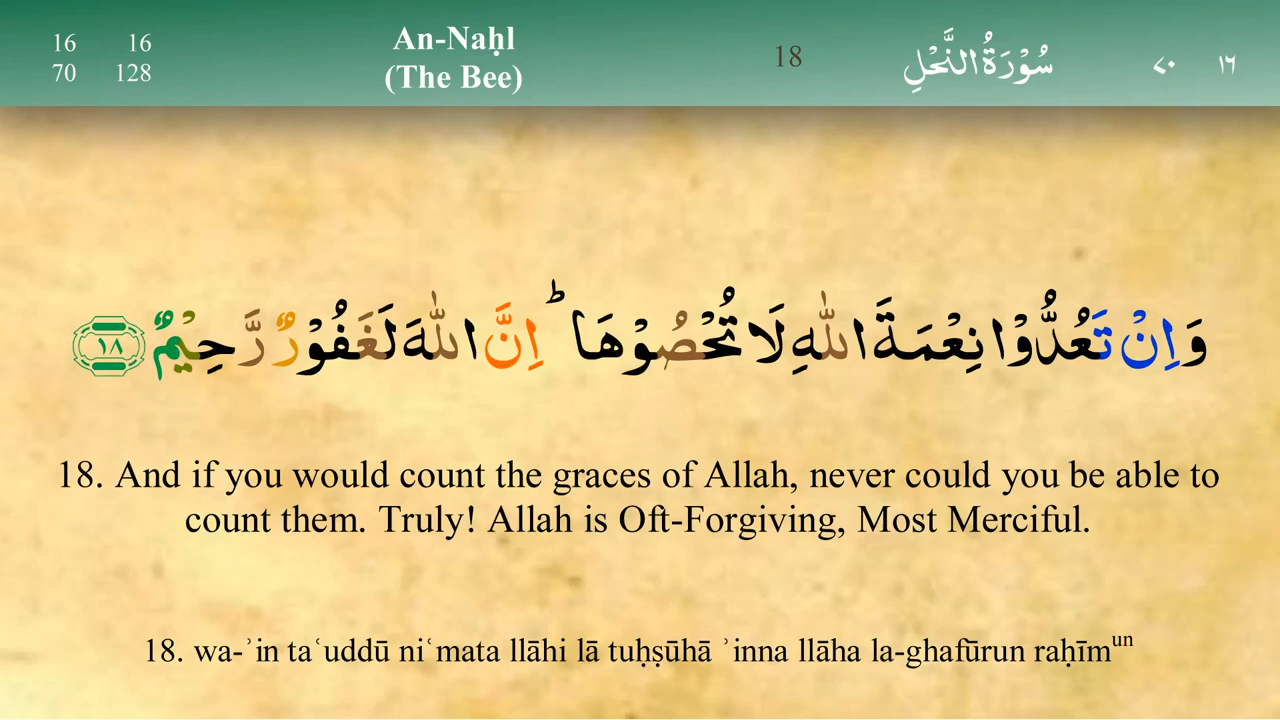 16 16 An-Naḥl 18 سُوْرَةُ النَّحْلِ ٧٠ ١٦
70 128 (The Bee)
وَاِنْ تَعُدُّوْا نِعْمَةَ اللّٰهِ لَا تُحْصُوْهَا ؕ اِنَّ اللّٰهَ لَغَفُوْرٌ رَّحِيْمٌ ١٨
18. And if you would count the graces of Allah, never could you be able to
count them. Truly! Allah is Oft-Forgiving, Most Merciful.
18. wa-ʾin taʿuddū niʿmata llāhi lā tuḥṣūhā ʾinna llāha la-ghafūrun raḥīmun